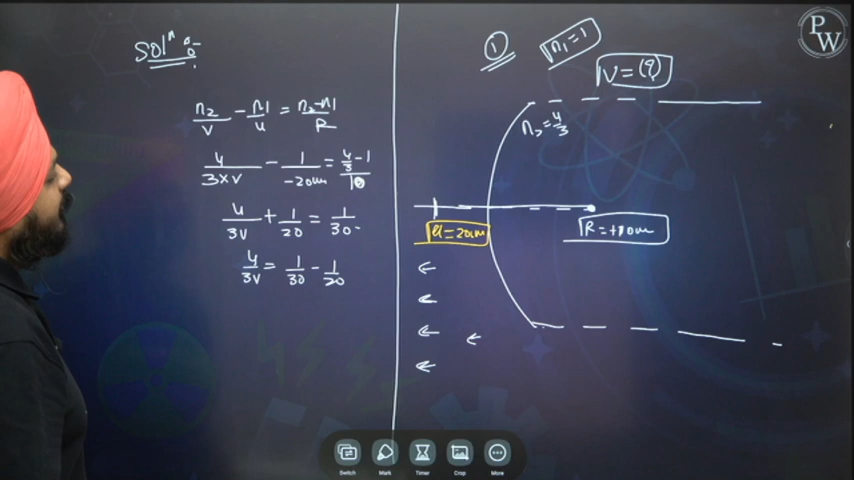 Solⁿ :-
n₂/v - n1/u = n₂-n1/R
4/3×v - 1/-20cm = 4/3-1/10
4/3v + 1/20 = 1/30
4/3v = 1/30 - 1/20
①
n₁=1
V=(?)
n₂=4/3
u=20cm
R=+10cm
PW
Switch
Mark
Timer
Crop
More